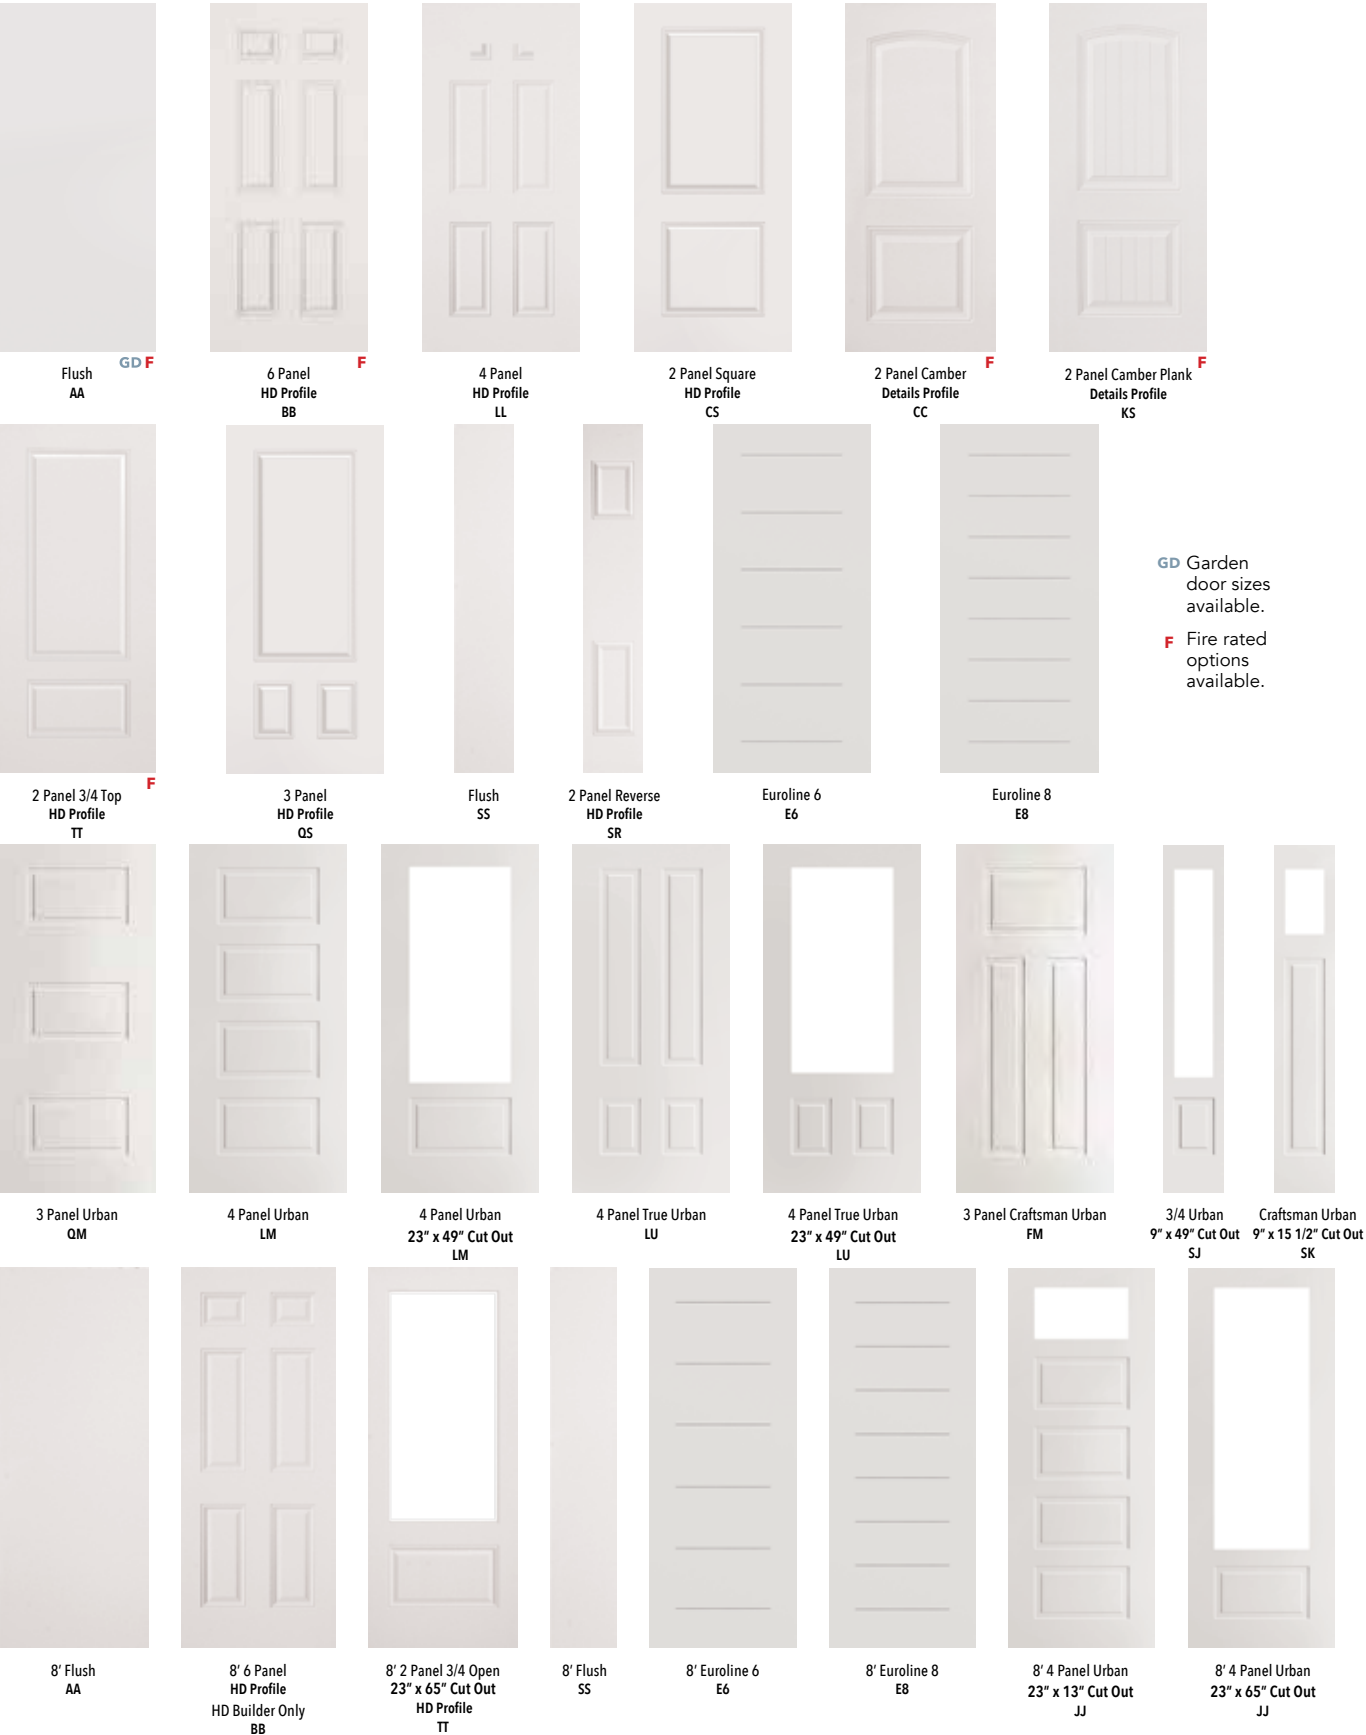 Flush
AA
GD F
6 Panel
HD Profile
BB
F
4 Panel
HD Profile
LL
2 Panel Square
HD Profile
CS
2 Panel Camber
Details Profile
CC
F
2 Panel Camber Plank
Details Profile
KS
F
2 Panel 3/4 Top
HD Profile
TT
F
3 Panel
HD Profile
QS
Flush
SS
2 Panel Reverse
HD Profile
SR
Euroline 6
E6
Euroline 8
E8
GD Garden
door sizes
available.
F Fire rated
options
available.
3 Panel Urban
QM
4 Panel Urban
LM
4 Panel Urban
23” x 49” Cut Out
LM
4 Panel True Urban
LU
4 Panel True Urban
23” x 49” Cut Out
LU
3 Panel Craftsman Urban
FM
3/4 Urban
9” x 49” Cut Out
SJ
Craftsman Urban
9” x 15 1/2” Cut Out
SK
8’ Flush
AA
8’ 6 Panel
HD Profile
HD Builder Only
BB
8’ 2 Panel 3/4 Open
23” x 65” Cut Out
HD Profile
TT
8’ Flush
SS
8’ Euroline 6
E6
8’ Euroline 8
E8
8’ 4 Panel Urban
23” x 13” Cut Out
JJ
8’ 4 Panel Urban
23” x 65” Cut Out
JJ